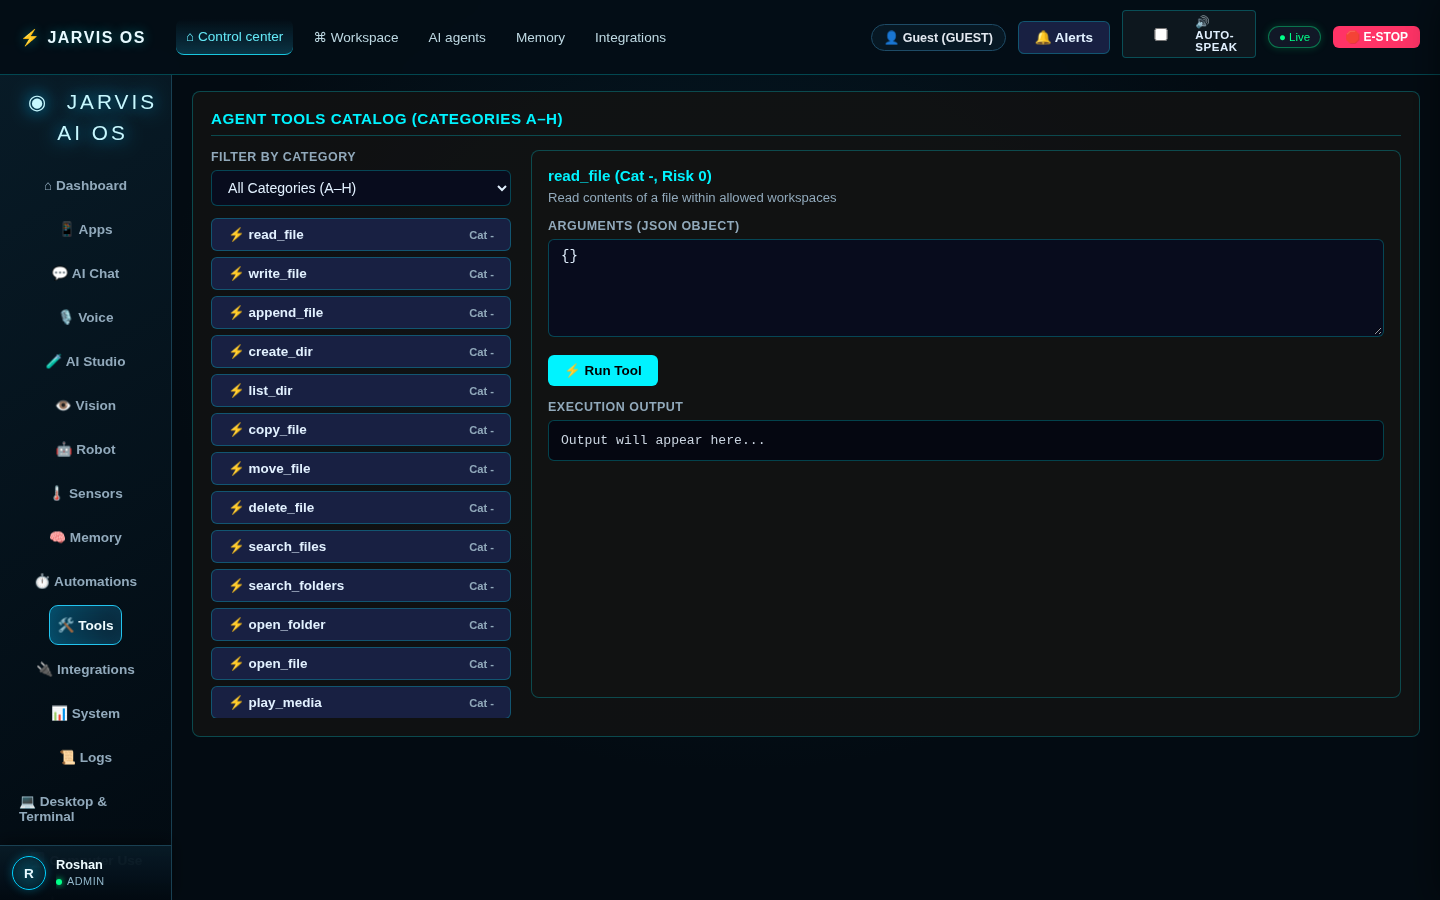 ⚡ JARVIS OS
⌂ Control center
⌘ Workspace
AI agents
Memory
Integrations
👤 Guest (GUEST)
🔔 Alerts
🔊 AUTO-SPEAK
● Live
🛑 E-STOP
◉ JARVIS
AI OS
⌂ Dashboard
📱 Apps
💬 AI Chat
🎙️ Voice
🧪 AI Studio
👁️ Vision
🤖 Robot
🌡️ Sensors
🧠 Memory
⏱️ Automations
🛠️ Tools
🔌 Integrations
📊 System
📜 Logs
💻 Desktop &
Terminal
R
Roshan
ADMIN
AGENT TOOLS CATALOG (CATEGORIES A–H)
FILTER BY CATEGORY
All Categories (A–H)
⚡ read_file Cat -
⚡ write_file Cat -
⚡ append_file Cat -
⚡ create_dir Cat -
⚡ list_dir Cat -
⚡ copy_file Cat -
⚡ move_file Cat -
⚡ delete_file Cat -
⚡ search_files Cat -
⚡ search_folders Cat -
⚡ open_folder Cat -
⚡ open_file Cat -
⚡ play_media Cat -
read_file (Cat -, Risk 0)
Read contents of a file within allowed workspaces
ARGUMENTS (JSON OBJECT)
{}
⚡ Run Tool
EXECUTION OUTPUT
Output will appear here...